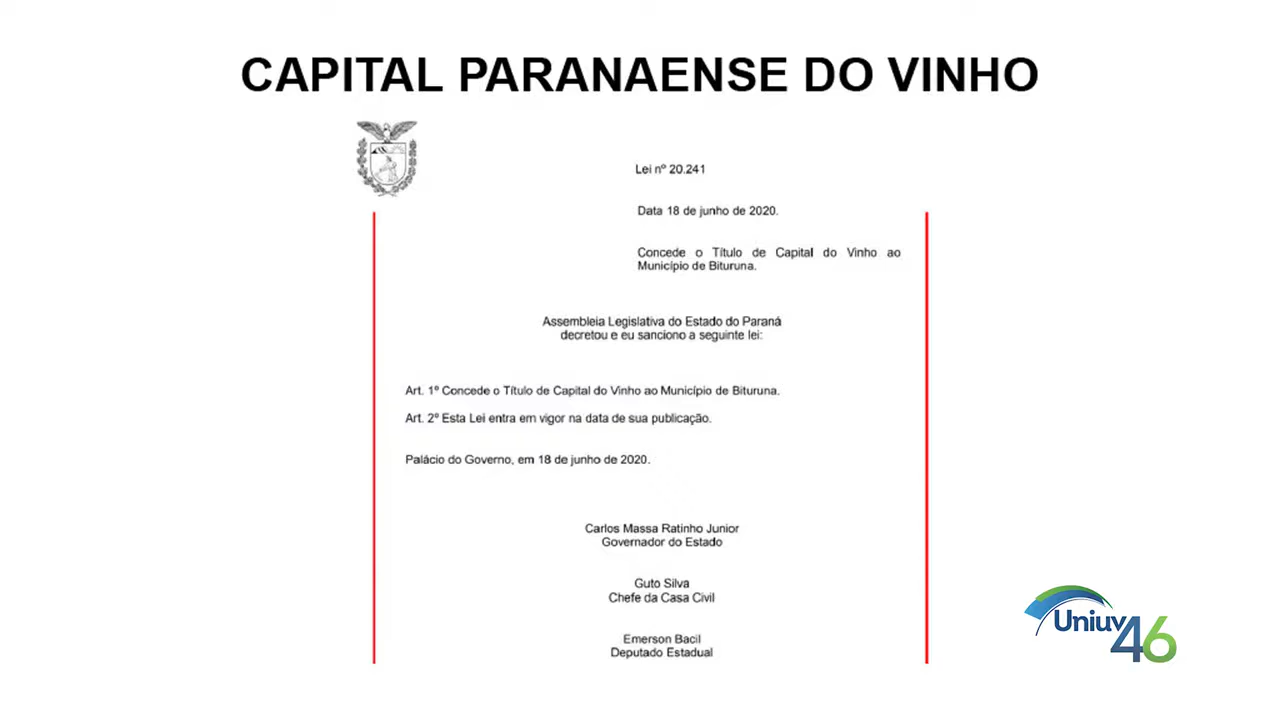 CAPITAL PARANAENSE DO VINHO
Lei nº 20.241
Data 18 de junho de 2020.
Concede o Título de Capital do Vinho ao
Município de Bituruna.
Assembleia Legislativa do Estado do Paraná
decretou e eu sanciono a seguinte lei:
Art. 1º Concede o Título de Capital do Vinho ao Município de Bituruna.
Art. 2º Esta Lei entra em vigor na data de sua publicação.
Palácio do Governo, em 18 de junho de 2020.
Carlos Massa Ratinho Junior
Governador do Estado
Guto Silva
Chefe da Casa Civil
Emerson Bacil
Deputado Estadual
Uniuv
46